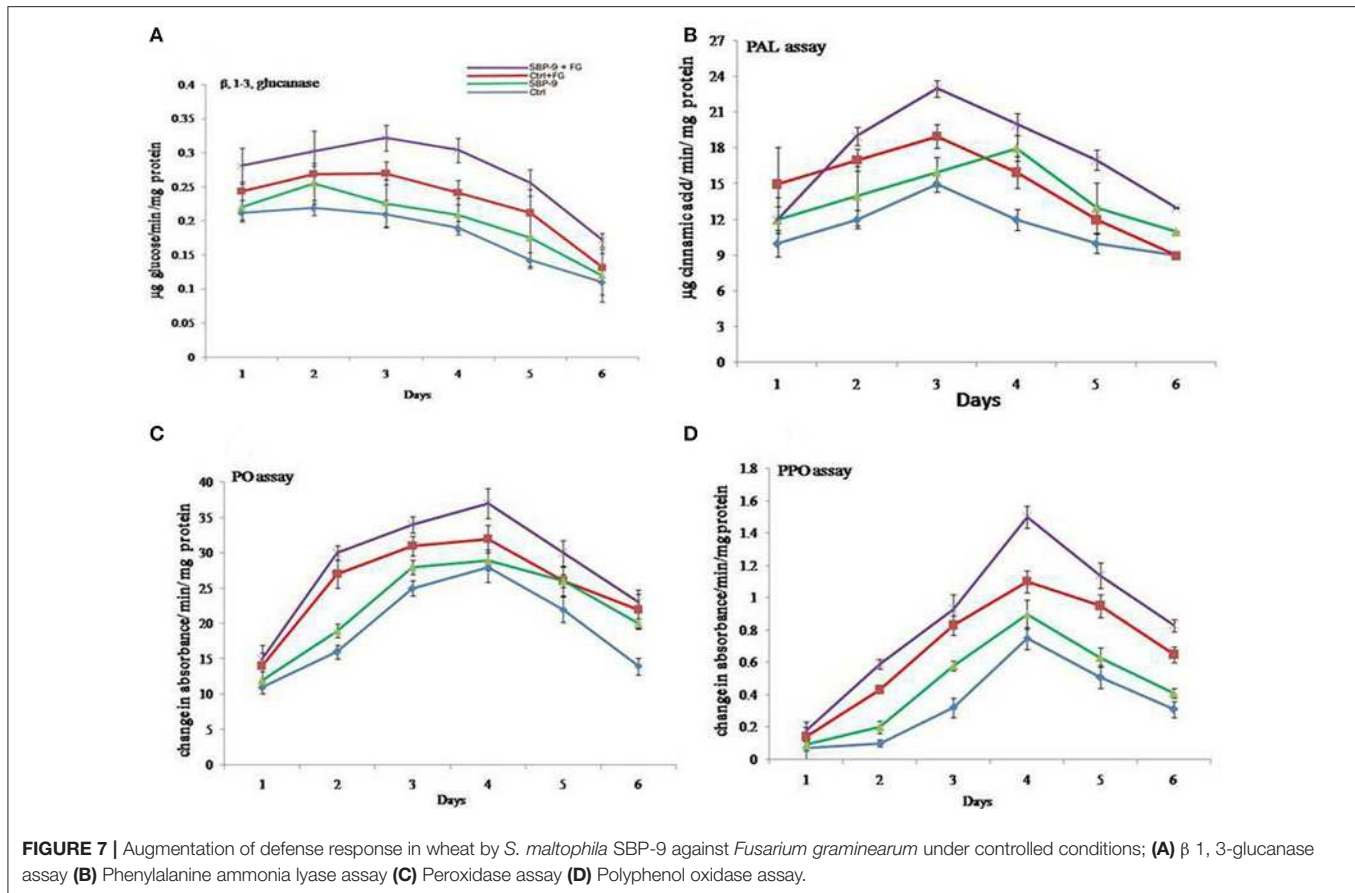 A
β, 1-3, glucanase
SBP-9 + FG
Ctrl+FG
SBP-9
Ctrl
µg glucose/min/mg protein
0.4
0.35
0.3
0.25
0.2
0.15
0.1
0.05
0
1 2 3 4 5 6
Days
B
PAL assay
µg cinnamic acid/ min/ mg protein
27
24
21
18
15
12
9
6
3
0
1 2 3 4 5 6
Days
C
PO assay
change in absorbance/ min/ mg protein
40
35
30
25
20
15
10
5
0
1 2 3 4 5 6
Days
D
PPO assay
change in absorbance/min/mg protein
1.8
1.6
1.4
1.2
1
0.8
0.6
0.4
0.2
0
1 2 3 4 5 6
Days
FIGURE 7 | Augmentation of defense response in wheat by S. maltophila SBP-9 against Fusarium graminearum under controlled conditions; (A) β 1, 3-glucanase
assay (B) Phenylalanine ammonia lyase assay (C) Peroxidase assay (D) Polyphenol oxidase assay.